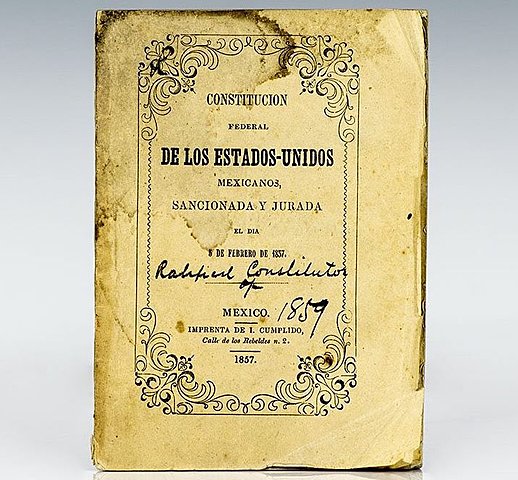 CONSTITUCION
FEDERAL
DE LOS ESTADOS-UNIDOS
MEXICANOS,
SANCIONADA Y JURADA
EL DIA
5 DE FEBRERO DE 1857.
Ratified Constitution
of
MEXICO. 1859
IMPRENTA DE I. CUMPLIDO,
Calle de los Rebeldes n. 2.
1857.